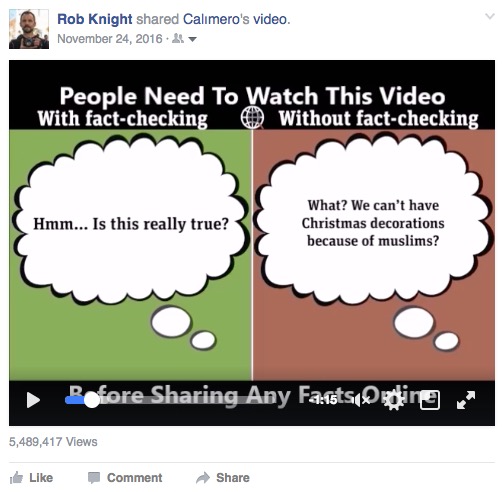 Rob Knight shared Calımero's video.
November 24, 2016
People Need To Watch This Video
With fact-checking
Without fact-checking
Hmm... Is this really true?
What? We can't have
Christmas decorations
because of muslims?
Before Sharing Any Facts Online
-1:15
5,489,417 Views
Like Comment Share